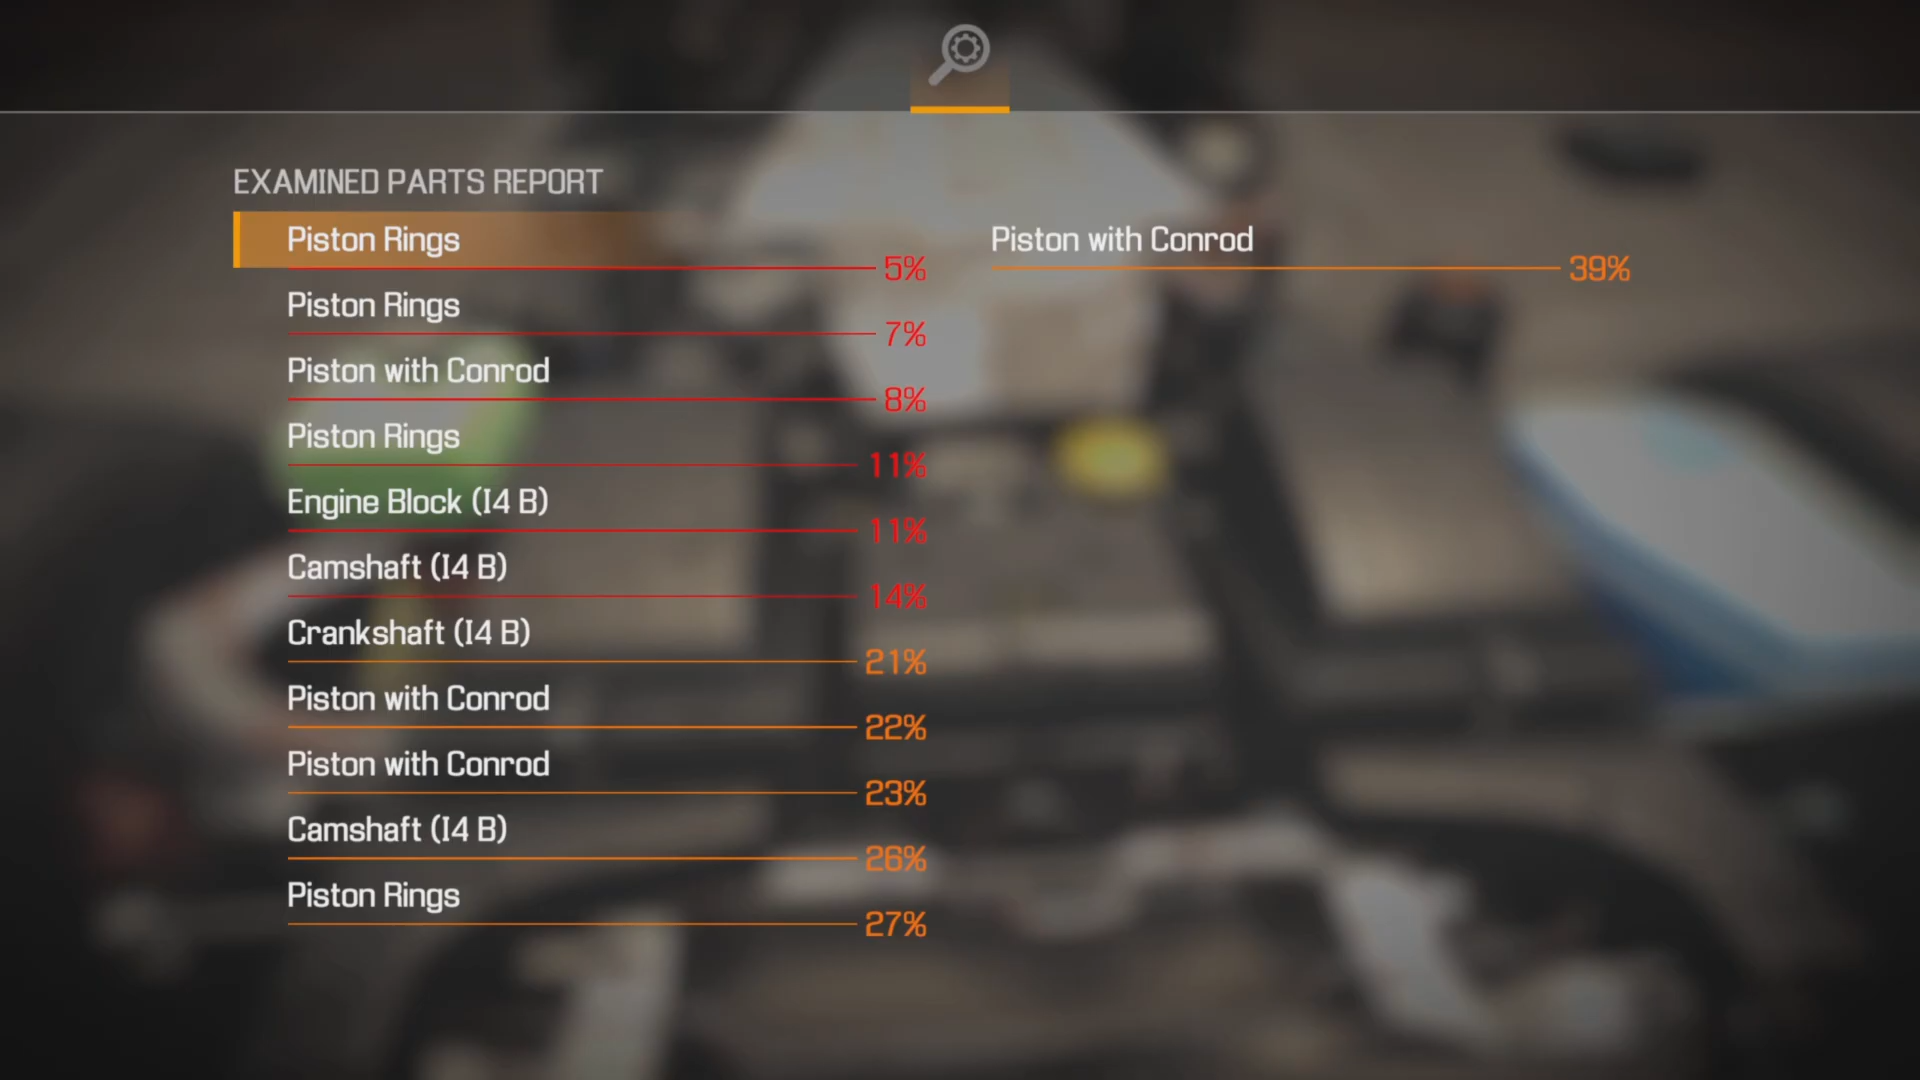 EXAMINED PARTS REPORT
Piston Rings
5%
Piston Rings
7%
Piston with Conrod
8%
Piston Rings
11%
Engine Block (I4 B)
11%
Camshaft (I4 B)
14%
Crankshaft (I4 B)
21%
Piston with Conrod
22%
Piston with Conrod
23%
Camshaft (I4 B)
26%
Piston Rings
27%
Piston with Conrod
39%